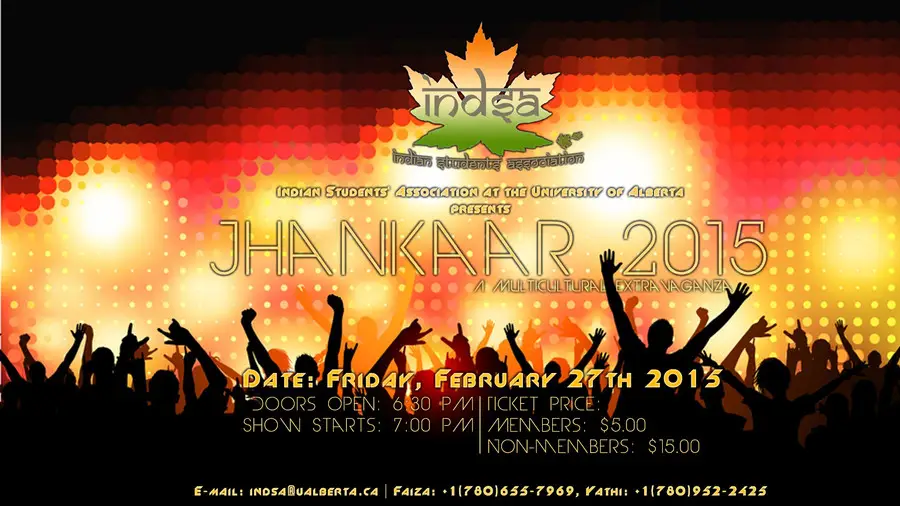 indsa
indian students' association
Indian Students' Association at the University of Alberta
presents
JHANKAAR 2015
A MULTICULTURAL EXTRAVAGANZA
Date: Friday, February 27th 2015
DOORS OPEN: 6:30 PM | TICKET PRICE:
SHOW STARTS: 7:00 PM | MEMBERS: $5.00
NON-MEMBERS: $15.00
E-mail: indsa@ualberta.ca | Faiza: +1(780)655-7969, Vathi: +1(780)952-2425